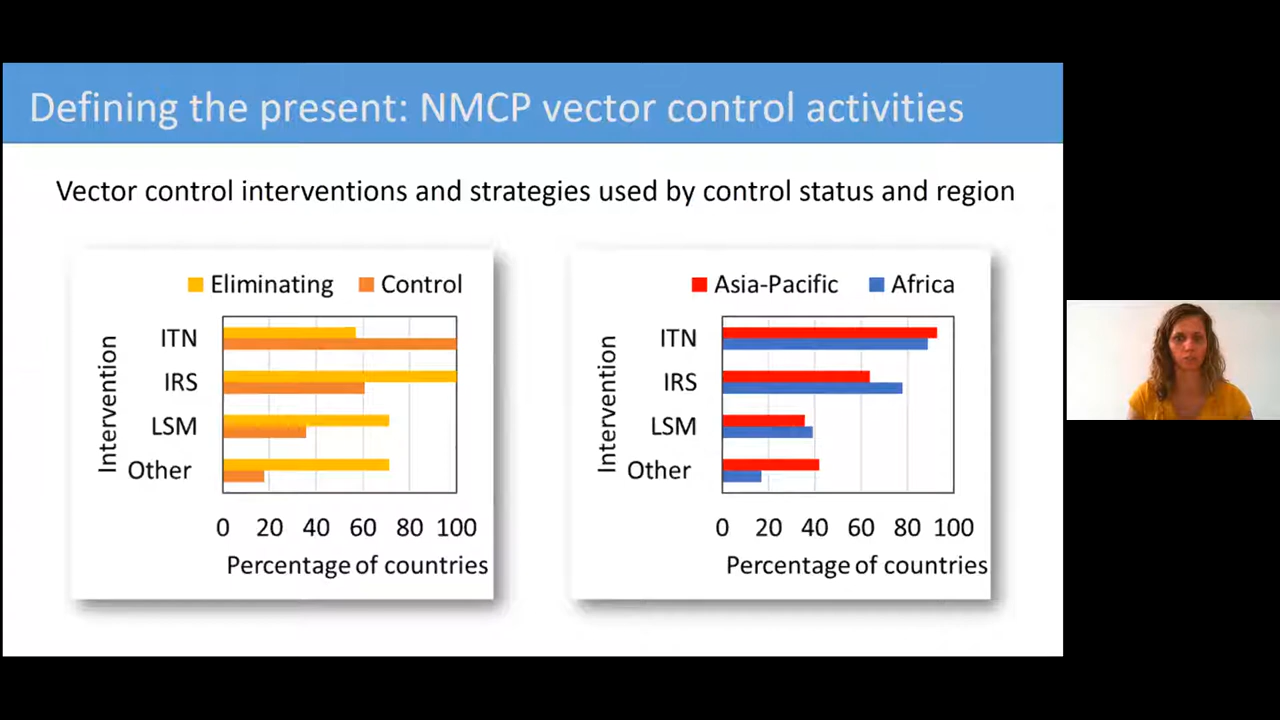 Defining the present: NMCP vector control activities
Vector control interventions and strategies used by control status and region
Eliminating Control
Intervention
ITN
IRS
LSM
Other
0 20 40 60 80 100
Percentage of countries
Asia-Pacific Africa
Intervention
ITN
IRS
LSM
Other
0 20 40 60 80 100
Percentage of countries